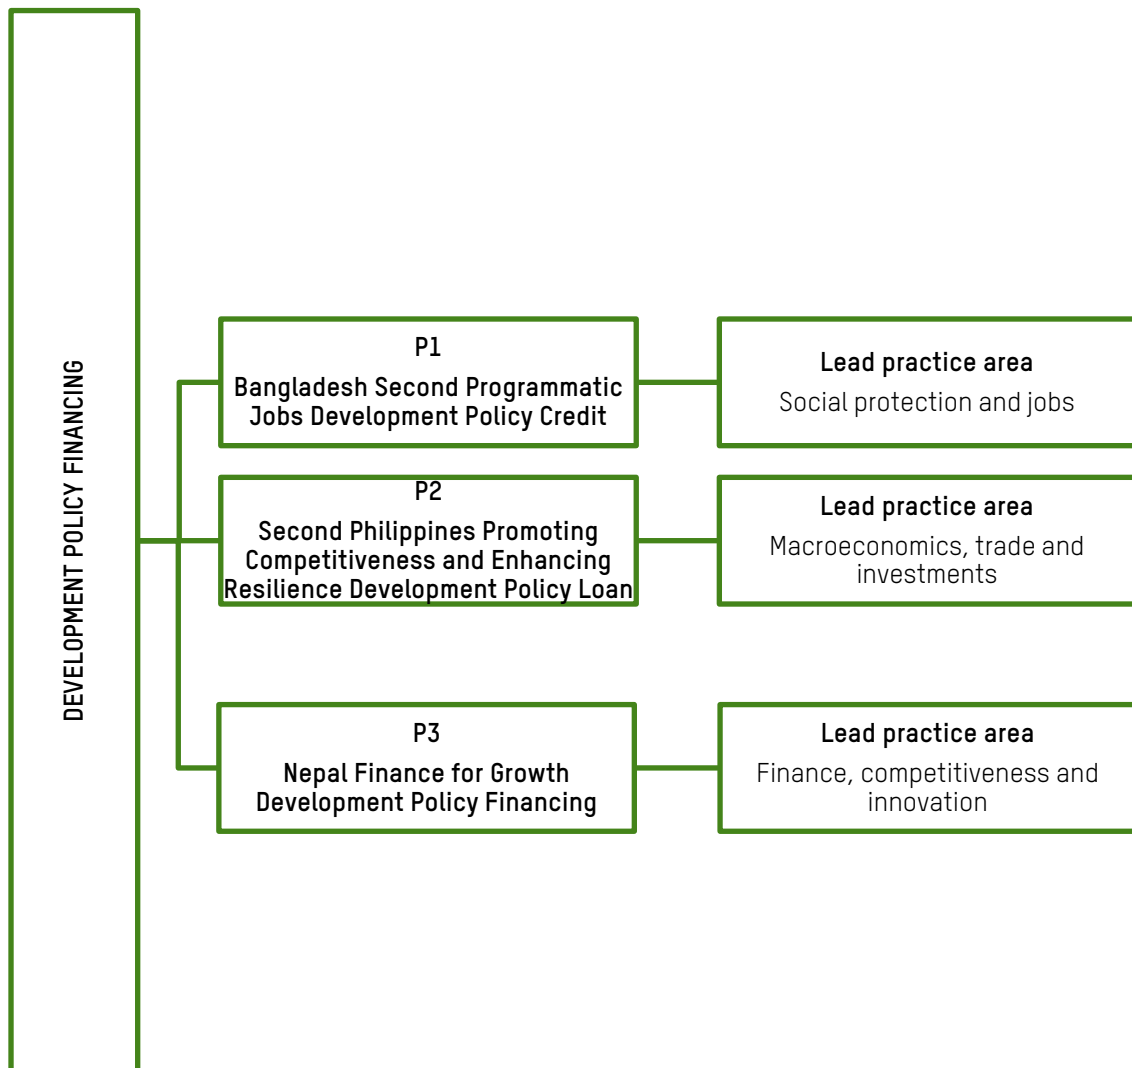 DEVELOPMENT POLICY FINANCING
P1
Bangladesh Second Programmatic
Jobs Development Policy Credit
Lead practice area
Social protection and jobs
P2
Second Philippines Promoting
Competitiveness and Enhancing
Resilience Development Policy Loan
Lead practice area
Macroeconomics, trade and
investments
P3
Nepal Finance for Growth
Development Policy Financing
Lead practice area
Finance, competitiveness and
innovation